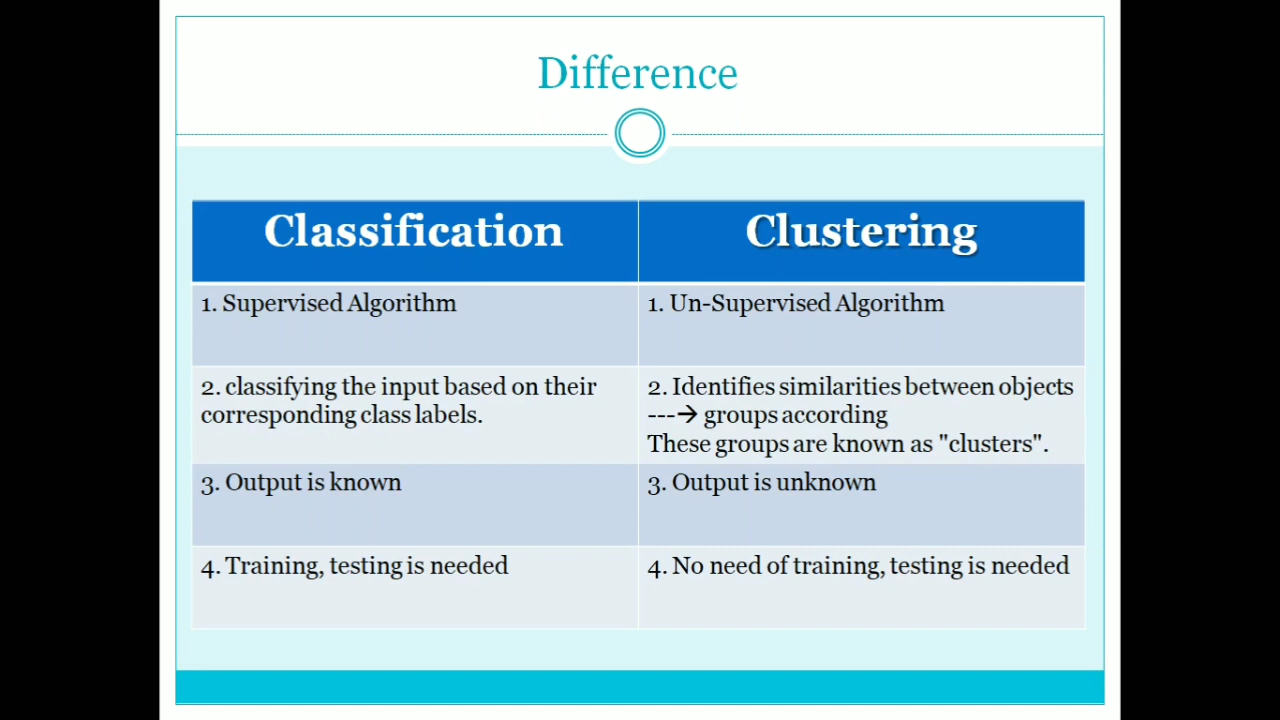 Difference
Classification
Clustering
1. Supervised Algorithm
1. Un-Supervised Algorithm
2. classifying the input based on their
corresponding class labels.
2. Identifies similarities between objects
---→ groups according
These groups are known as "clusters".
3. Output is known
3. Output is unknown
4. Training, testing is needed
4. No need of training, testing is needed